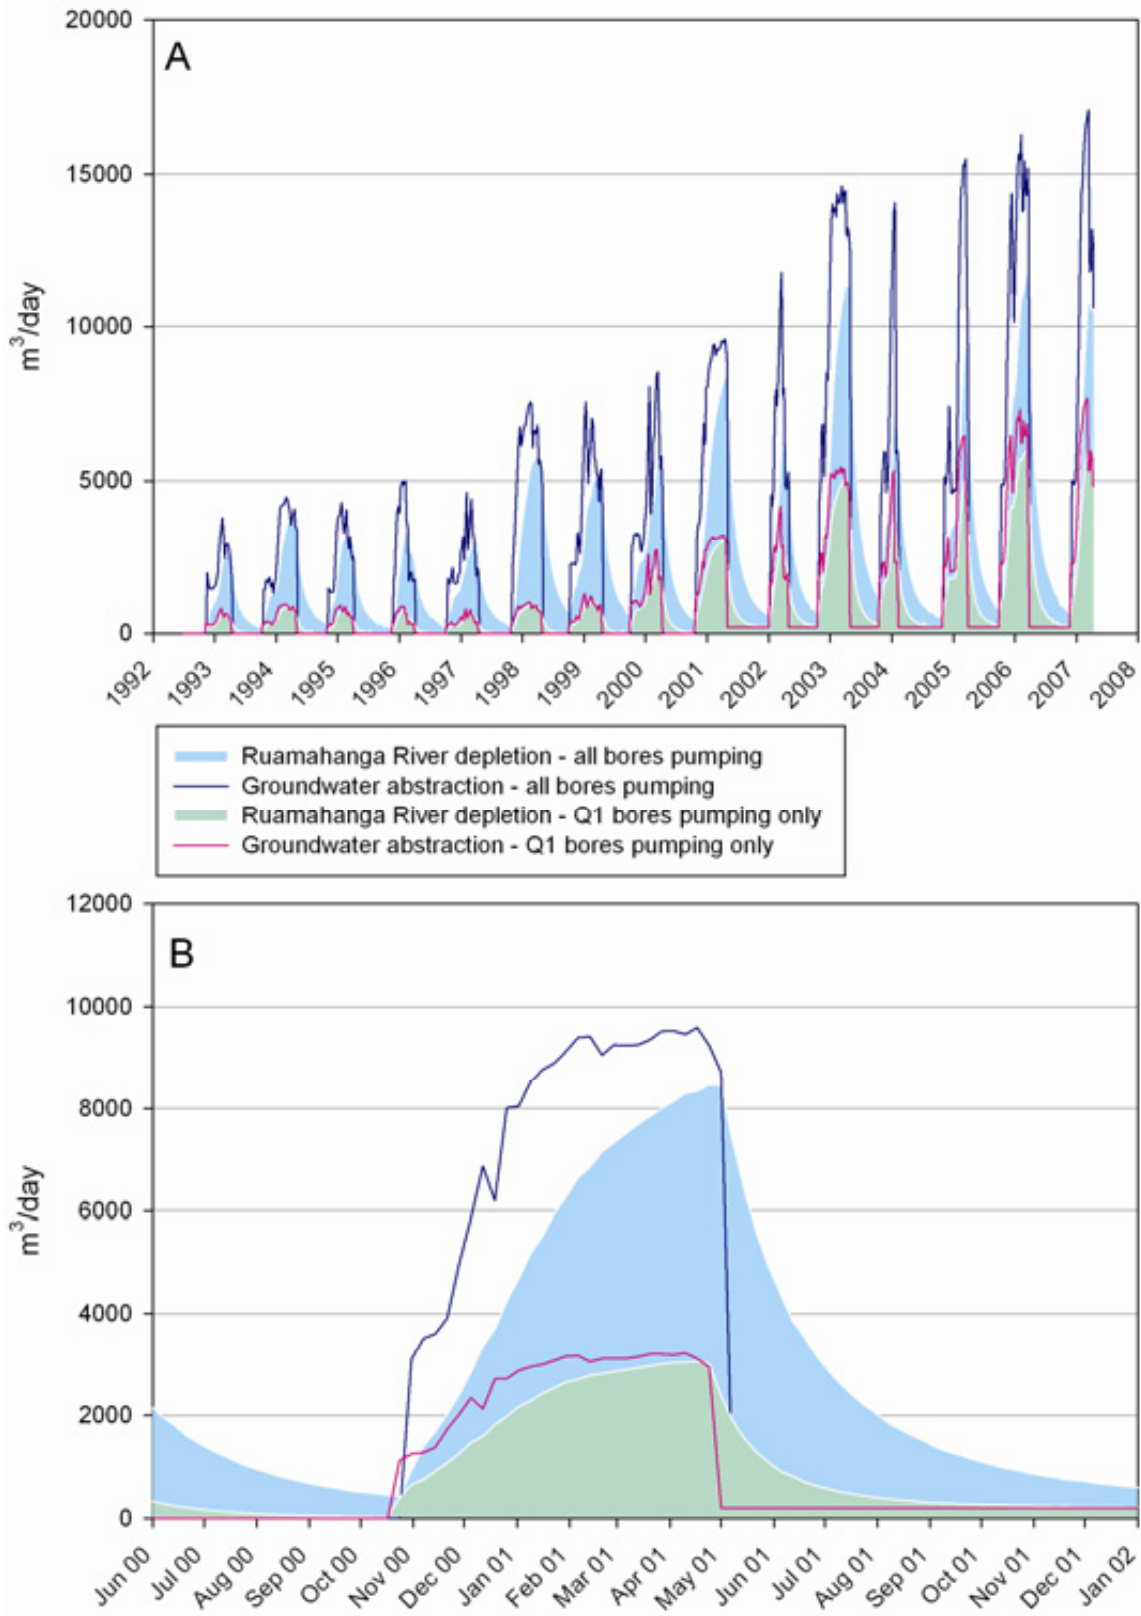 20000
A
15000
10000
5000
0
m³/day
1992
1993
1994
1995
1996
1997
1998
1999
2000
2001
2002
2003
2004
2005
2006
2007
2008
Ruamahanga River depletion - all bores pumping
Groundwater abstraction - all bores pumping
Ruamahanga River depletion - Q1 bores pumping only
Groundwater abstraction - Q1 bores pumping only
12000
B
10000
8000
6000
4000
2000
0
m³/day
Jun 00
Jul 00
Aug 00
Sep 00
Oct 00
Nov 00
Dec 00
Jan 01
Feb 01
Mar 01
Apr 01
May 01
Jun 01
Jul 01
Aug 01
Sep 01
Oct 01
Nov 01
Dec 01
Jan 02